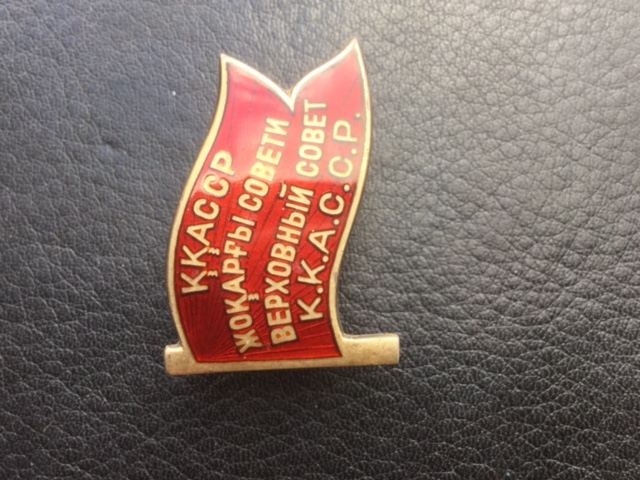 ҚҚАССР
ЖОҚАРҒЫ СОВЕТИ
ВЕРХОВНЫЙ СОВЕТ
К.К.А.С.С.Р.